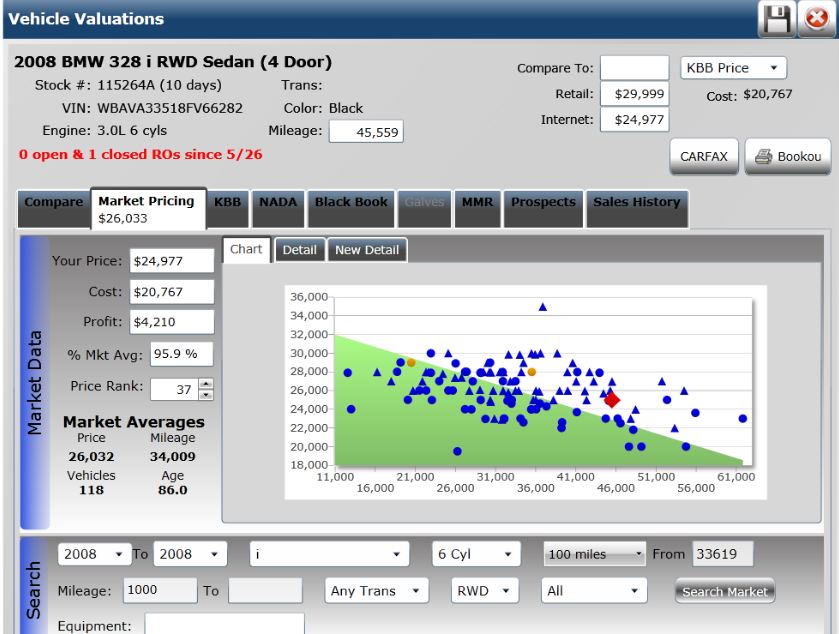 Vehicle Valuations
2008 BMW 328 i RWD Sedan (4 Door)
Stock #: 115264A (10 days) Trans:
VIN: WBAVA33518FV66282 Color: Black
Engine: 3.0L 6 cyls Mileage: 45,559
0 open & 1 closed ROs since 5/26
Compare To: KBB Price
Retail: $29,999 Cost: $20,767
Internet: $24,977
CARFAX Bookou
Compare Market Pricing KBB NADA Black Book Galves MMR Prospects Sales History
$26,033
Market Data
Your Price: $24,977
Cost: $20,767
Profit: $4,210
% Mkt Avg: 95.9 %
Price Rank: 37
Market Averages
Price Mileage
26,032 34,009
Vehicles Age
118 86.0
Chart Detail New Detail
36,000
34,000
32,000
30,000
28,000
26,000
24,000
22,000
20,000
18,000
11,000 21,000 31,000 41,000 51,000 61,000
16,000 26,000 36,000 46,000 56,000
Search
2008 To 2008 i 6 Cyl 100 miles From 33619
Mileage: 1000 To Any Trans RWD All Search Market
Equipment: